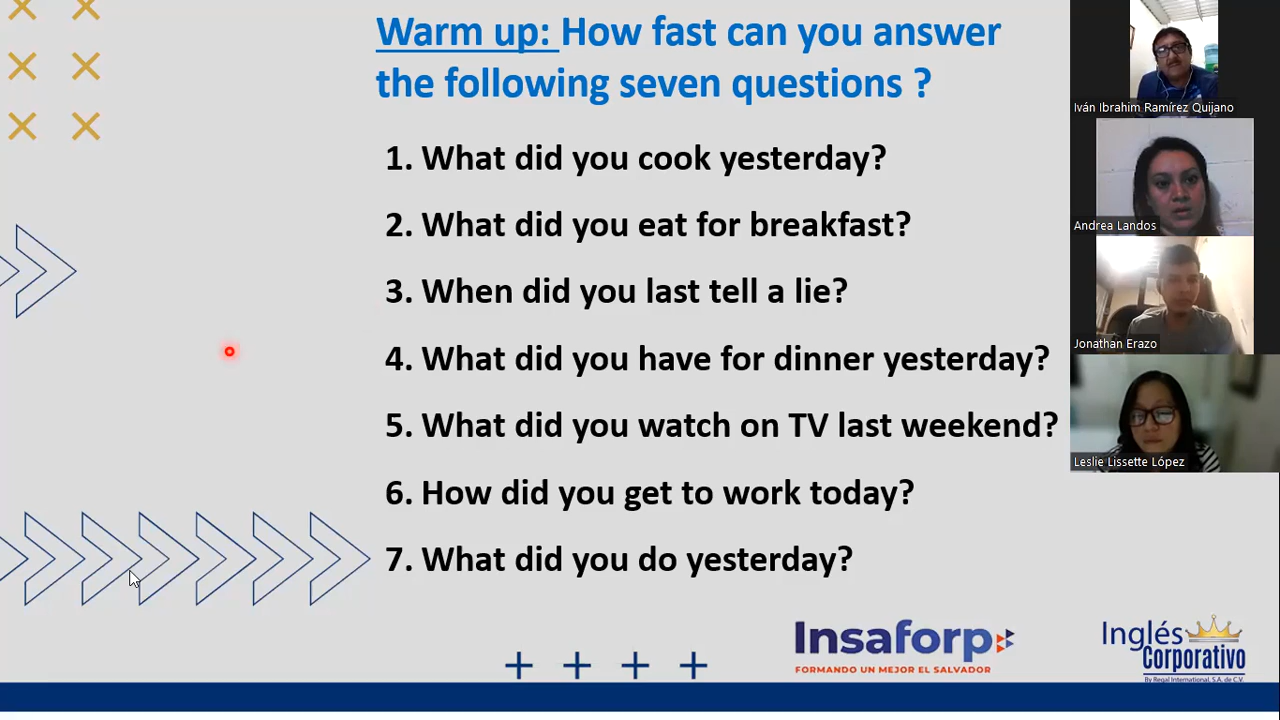 Warm up: How fast can you answer
the following seven questions ?
1. What did you cook yesterday?
2. What did you eat for breakfast?
3. When did you last tell a lie?
4. What did you have for dinner yesterday?
5. What did you watch on TV last weekend?
6. How did you get to work today?
7. What did you do yesterday?
Iván Ibrahim Ramírez Quijano
Andrea Landos
Jonathan Erazo
Leslie Lissette López
Insaforp
FORMANDO UN MEJOR EL SALVADOR
Inglés
Corporativo
By Regal International, S.A. de C.V.